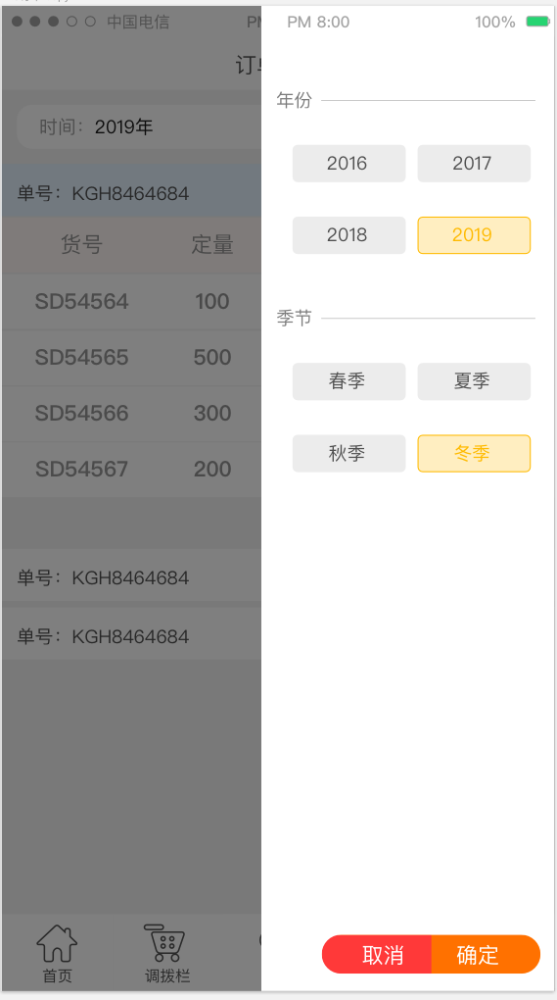 中国电信
PM 8:00
100%
订单
时间：2019年
单号：KGH8464684
货号 定量
SD54564 100
SD54565 500
SD54566 300
SD54567 200
单号：KGH8464684
单号：KGH8464684
首页 调拨栏
年份
2016 2017
2018 2019
季节
春季 夏季
秋季 冬季
取消 确定